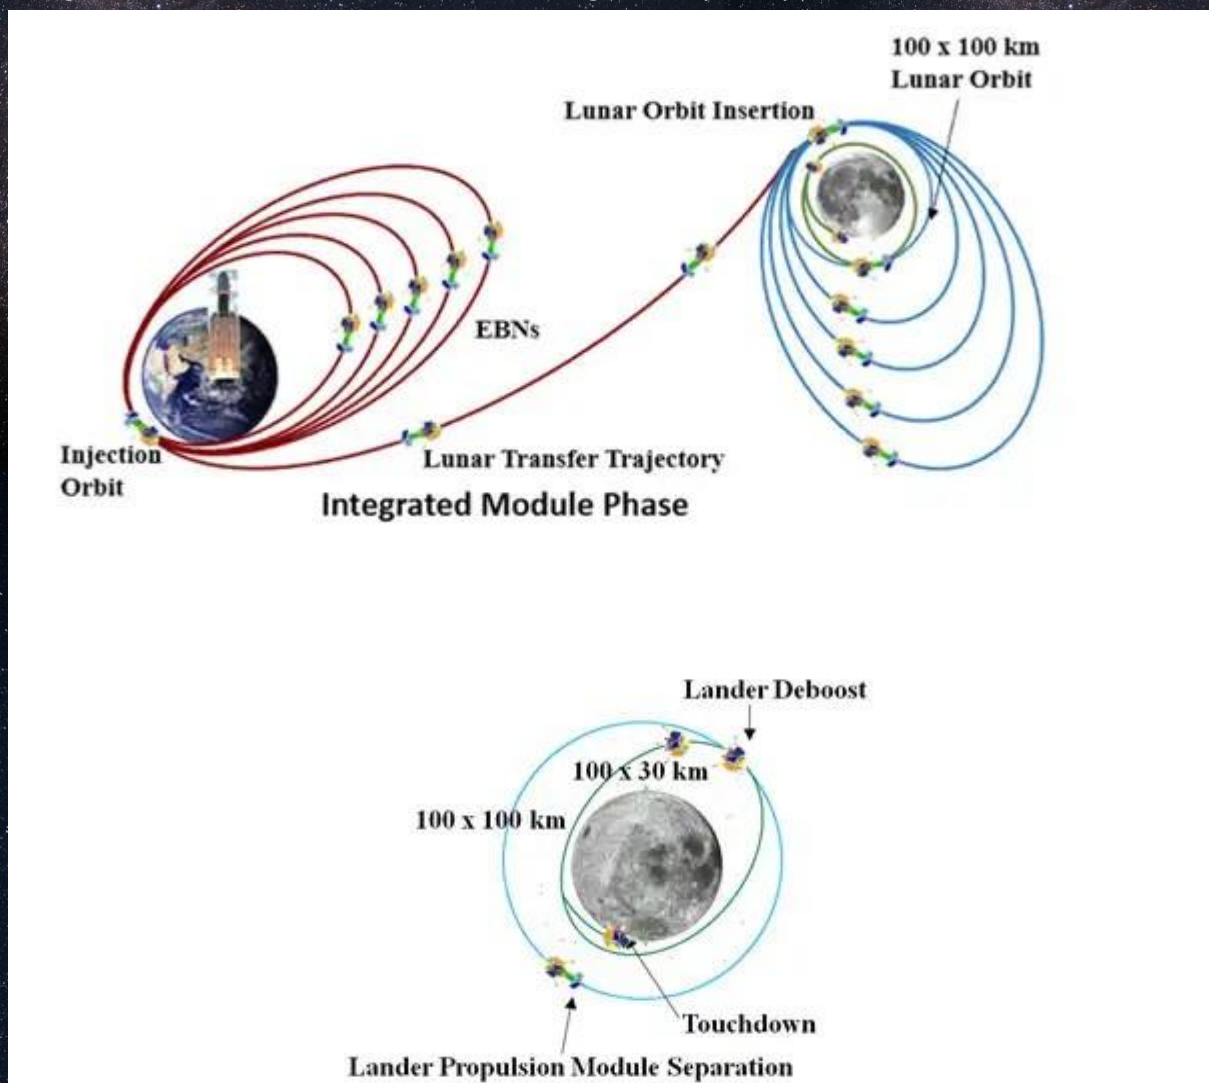 100 x 100 km
Lunar Orbit
Lunar Orbit Insertion
EBNs
Injection
Orbit
Lunar Transfer Trajectory
Integrated Module Phase
Lander Deboost
100 x 30 km
100 x 100 km
Touchdown
Lander Propulsion Module Separation